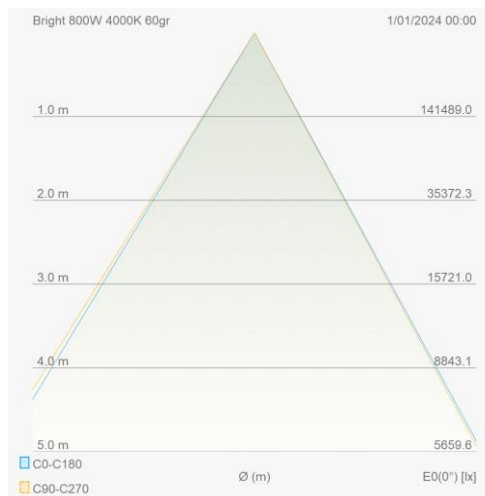 Bright 800W 4000K 60gr 1/01/2024 00:00
1.0 m 141489.0
2.0 m 35372.3
3.0 m 15721.0
4.0 m 8843.1
5.0 m 5659.6
C0-C180
Ø (m) E0(0°) [lx]
C90-C270